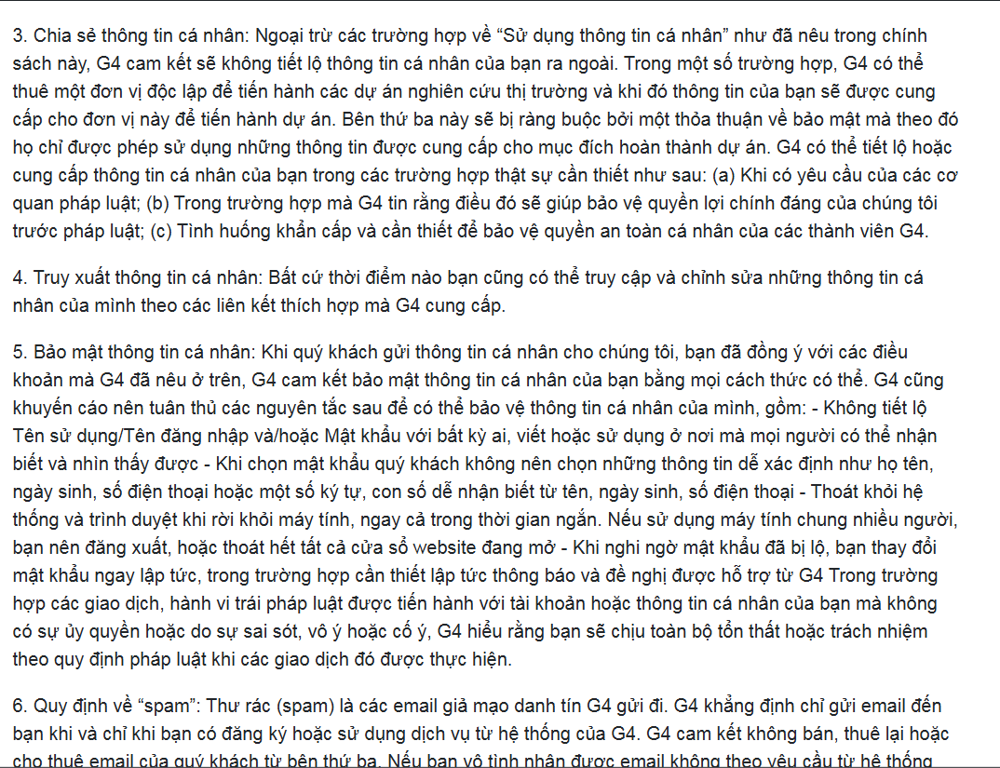 3. Chia sẻ thông tin cá nhân: Ngoại trừ các trường hợp về “Sử dụng thông tin cá nhân” như đã nêu trong chính
sách này, G4 cam kết sẽ không tiết lộ thông tin cá nhân của bạn ra ngoài. Trong một số trường hợp, G4 có thể
thuê một đơn vị độc lập để tiến hành các dự án nghiên cứu thị trường và khi đó thông tin của bạn sẽ được cung
cấp cho đơn vị này để tiến hành dự án. Bên thứ ba này sẽ bị ràng buộc bởi một thỏa thuận về bảo mật mà theo đó
họ chỉ được phép sử dụng những thông tin được cung cấp cho mục đích hoàn thành dự án. G4 có thể tiết lộ hoặc
cung cấp thông tin cá nhân của bạn trong các trường hợp thật sự cần thiết như sau: (a) Khi có yêu cầu của các cơ
quan pháp luật; (b) Trong trường hợp mà G4 tin rằng điều đó sẽ giúp bảo vệ quyền lợi chính đáng của chúng tôi
trước pháp luật; (c) Tình huống khẩn cấp và cần thiết để bảo vệ quyền an toàn cá nhân của các thành viên G4.
4. Truy xuất thông tin cá nhân: Bất cứ thời điểm nào bạn cũng có thể truy cập và chỉnh sửa những thông tin cá
nhân của mình theo các liên kết thích hợp mà G4 cung cấp.
5. Bảo mật thông tin cá nhân: Khi quý khách gửi thông tin cá nhân cho chúng tôi, bạn đã đồng ý với các điều
khoản mà G4 đã nêu ở trên, G4 cam kết bảo mật thông tin cá nhân của bạn bằng mọi cách thức có thể. G4 cũng
khuyến cáo nên tuân thủ các nguyên tắc sau để có thể bảo vệ thông tin cá nhân của mình, gồm: - Không tiết lộ
Tên sử dụng/Tên đăng nhập và/hoặc Mật khẩu với bất kỳ ai, viết hoặc sử dụng ở nơi mà mọi người có thể nhận
biết và nhìn thấy được - Khi chọn mật khẩu quý khách không nên chọn những thông tin dễ xác định như họ tên,
ngày sinh, số điện thoại hoặc một số ký tự, con số dễ nhận biết từ tên, ngày sinh, số điện thoại - Thoát khỏi hệ
thống và trình duyệt khi rời khỏi máy tính, ngay cả trong thời gian ngắn. Nếu sử dụng máy tính chung nhiều người,
bạn nên đăng xuất, hoặc thoát hết tất cả cửa sổ website đang mở - Khi nghi ngờ mật khẩu đã bị lộ, bạn thay đổi
mật khẩu ngay lập tức, trong trường hợp cần thiết lập tức thông báo và đề nghị được hỗ trợ từ G4 Trong trường
hợp các giao dịch, hành vi trái pháp luật được tiến hành với tài khoản hoặc thông tin cá nhân của bạn mà không
có sự ủy quyền hoặc do sự sai sót, vô ý hoặc cố ý, G4 hiểu rằng bạn sẽ chịu toàn bộ tổn thất hoặc trách nhiệm
theo quy định pháp luật khi các giao dịch đó được thực hiện.
6. Quy định về “spam”: Thư rác (spam) là các email giả mạo danh tín G4 gửi đi. G4 khẳng định chỉ gửi email đến
bạn khi và chỉ khi bạn có đăng ký hoặc sử dụng dịch vụ từ hệ thống của G4. G4 cam kết không bán, thuê lại hoặc
cho thuê email của quý khách từ bên thứ ba. Nếu bạn vô tình nhận được email không theo yêu cầu từ hệ thống